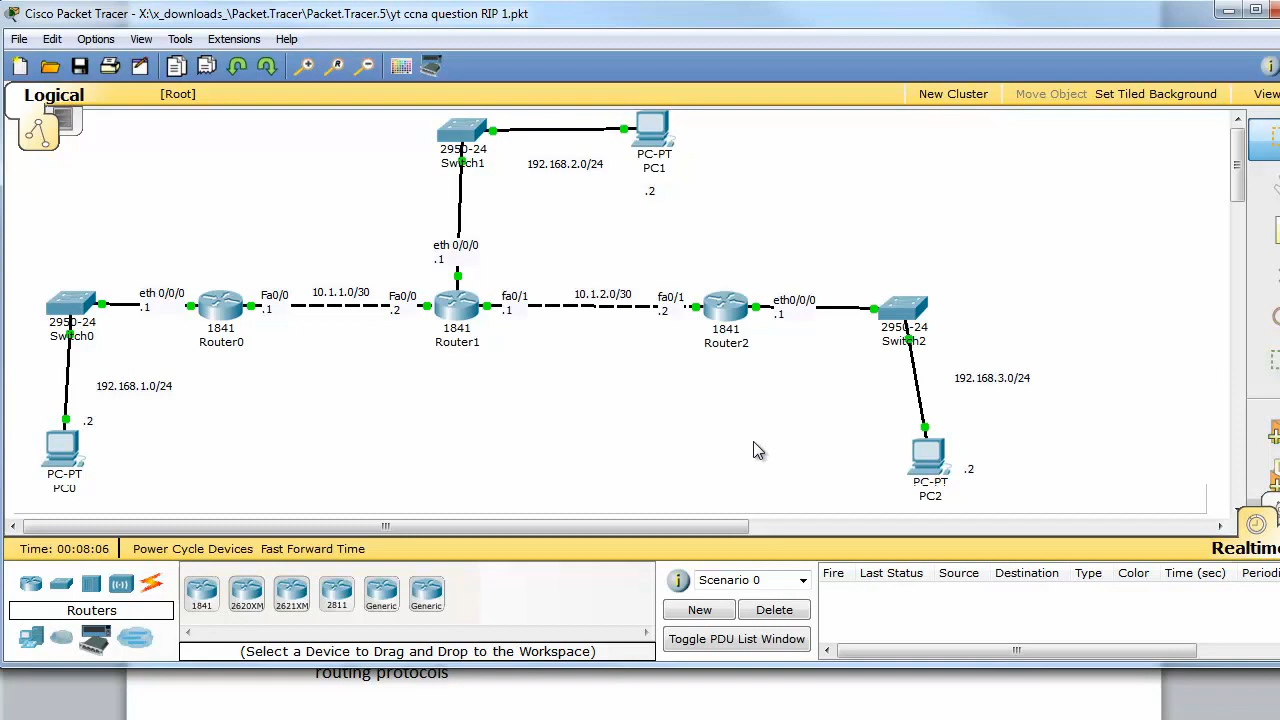 Cisco Packet Tracer - X:\x_downloads_\Packet.Tracer\Packet.Tracer.5\yt ccna question RIP 1.pkt
File Edit Options View Tools Extensions Help
Logical [Root] New Cluster Move Object Set Tiled Background View
2950-24
Switch1
192.168.2.0/24
PC-PT
PC1
.2
eth 0/0/0
.1
2950-24
Switch0
eth 0/0/0
.1
1841
Router0
Fa0/0
.1
10.1.1.0/30
Fa0/0
.2
1841
Router1
fa0/1
.1
10.1.2.0/30
fa0/1
.2
1841
Router2
eth0/0/0
.1
2950-24
Switch2
192.168.1.0/24
.2
PC-PT
PC0
192.168.3.0/24
.2
PC-PT
PC2
Time: 00:08:06 Power Cycle Devices Fast Forward Time Realtime
Routers
1841 2620XM 2621XM 2811 Generic Generic
(Select a Device to Drag and Drop to the Workspace)
Scenario 0
New Delete
Toggle PDU List Window
Fire Last Status Source Destination Type Color Time (sec) Periodi
routing protocols